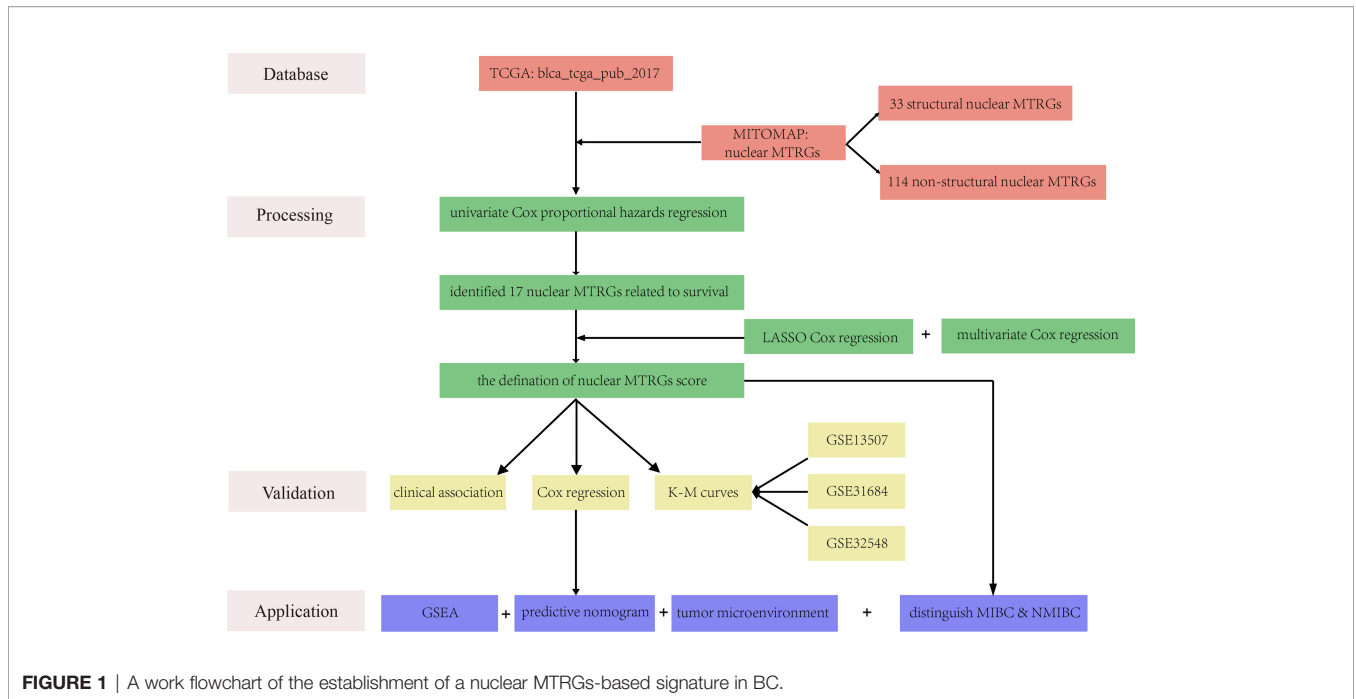 Database
TCGA: blca_tcga_pub_2017
33 structural nuclear MTRGs
MITOMAP:
nuclear MTRGs
114 non-structural nuclear MTRGs
Processing
univariate Cox proportional hazards regression
identified 17 nuclear MTRGs related to survival
LASSO Cox regression + multivariate Cox regression
the defination of nuclear MTRGs score
GSE13507
Validation
clinical association
Cox regression
K-M curves
GSE31684
GSE32548
Application
GSEA + predictive nomogram + tumor microenvironment + distinguish MIBC & NMIBC
FIGURE 1 | A work flowchart of the establishment of a nuclear MTRGs-based signature in BC.